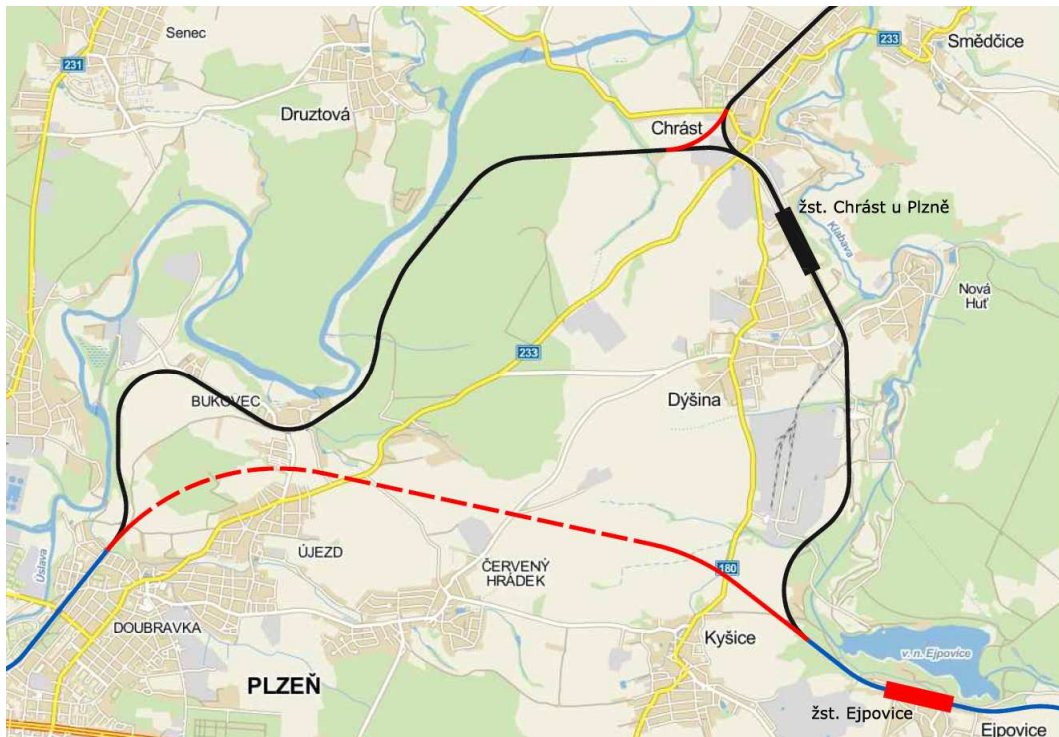 Senec
231
Druztová
233
Smědčice
Chrást
žst. Chrást u Plzně
Klabava
Nová
Huť
233
BUKOVEC
Dýšina
Úslava
ÚJEZD
ČERVENÝ
HRÁDEK
180
DOUBRAVKA
Kyšice
v. n. Ejpovice
PLZEŇ
žst. Ejpovice
Ejpovice